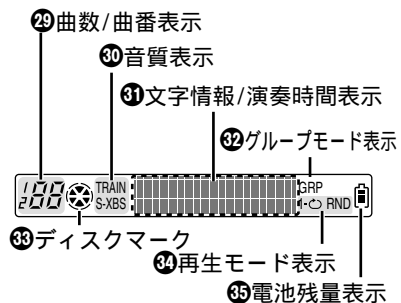 ㉙曲数/曲番表示
㉚音質表示
㉛文字情報/演奏時間表示
㉜グループモード表示
TRAIN
S-XBS
GRP
RND
㉝ディスクマーク
㉞再生モード表示
㉟電池残量表示